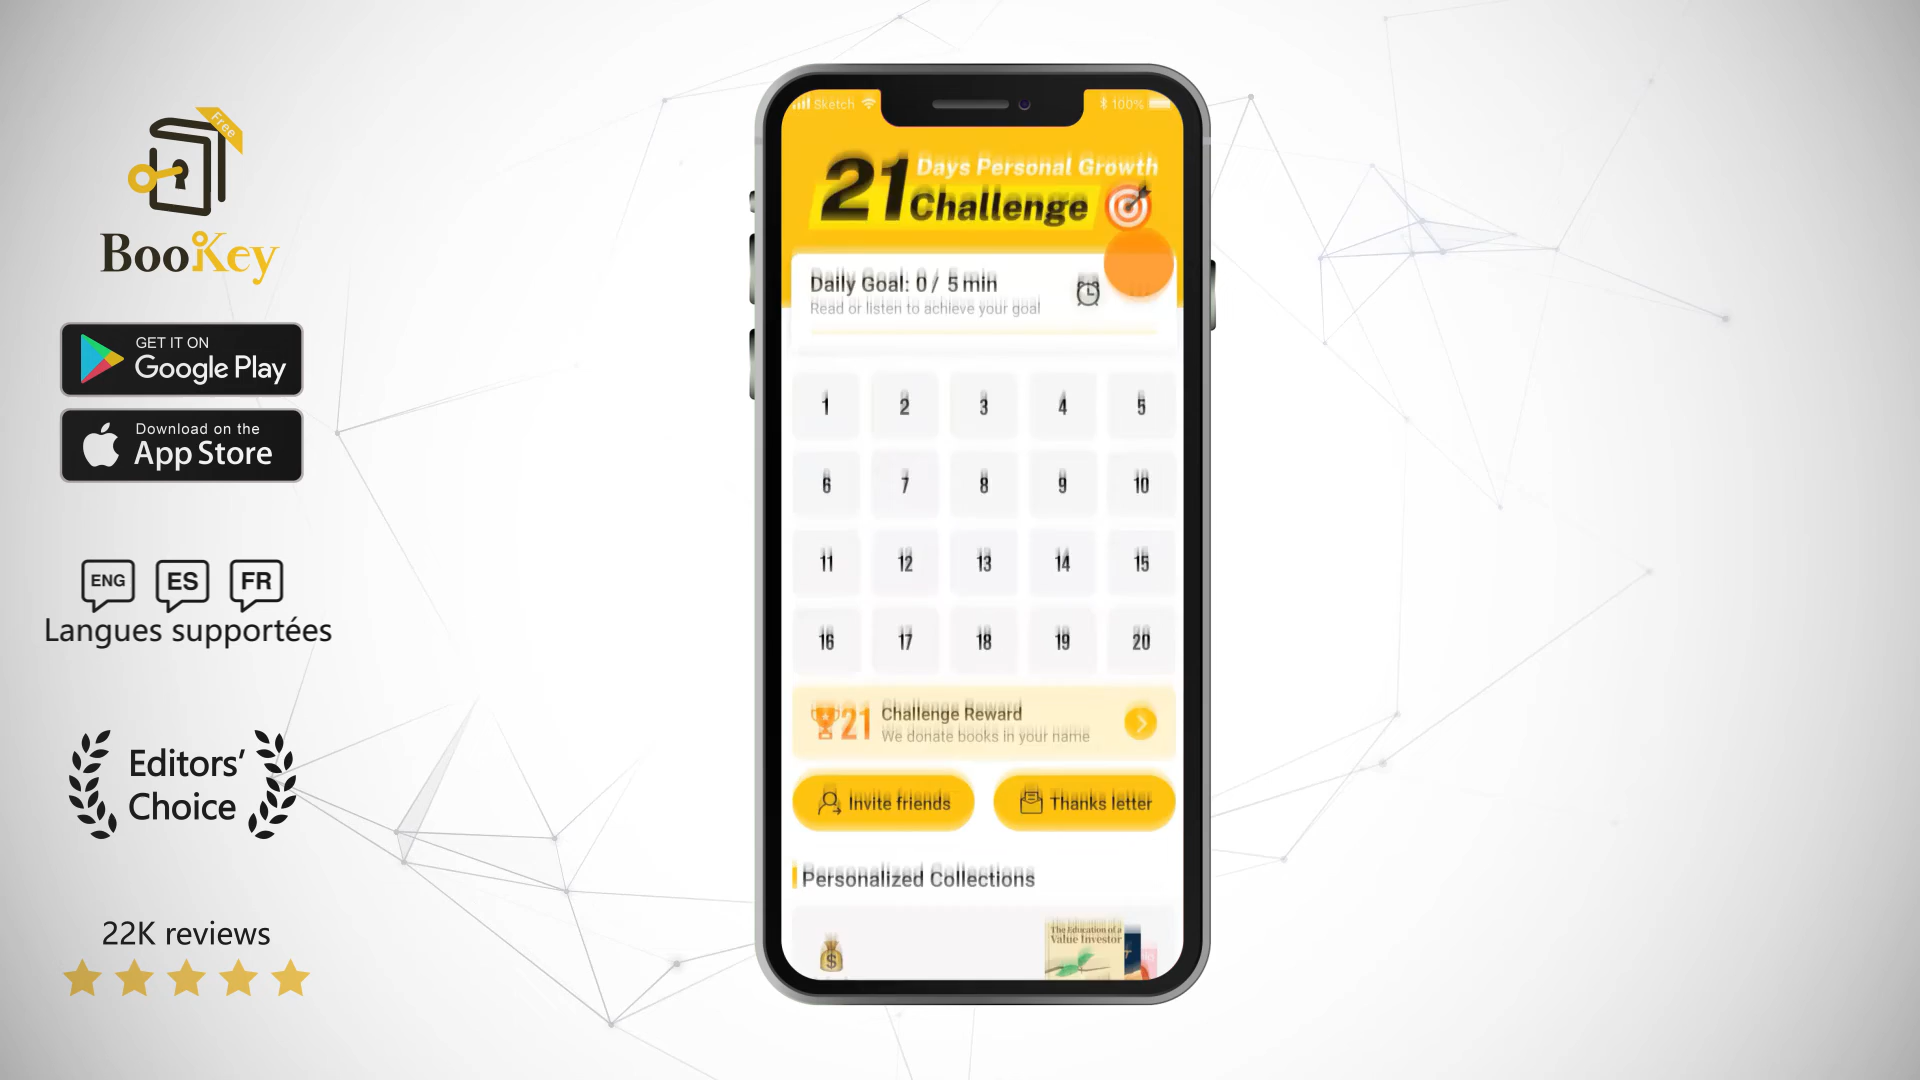 Free
BooKey
GET IT ON
Google Play
Download on the
App Store
ENG ES FR
Langues supportées
Editors'
Choice
22K reviews
Sketch 100%
21 Days Personal Growth
Challenge
Daily Goal: 0 / 5 min
Read or listen to achieve your goal
1 2 3 4 5
6 7 8 9 10
11 12 13 14 15
16 17 18 19 20
21 Challenge Reward
We donate books in your name
Invite friends Thanks letter
Personalized Collections
The Education of a
Value Investor